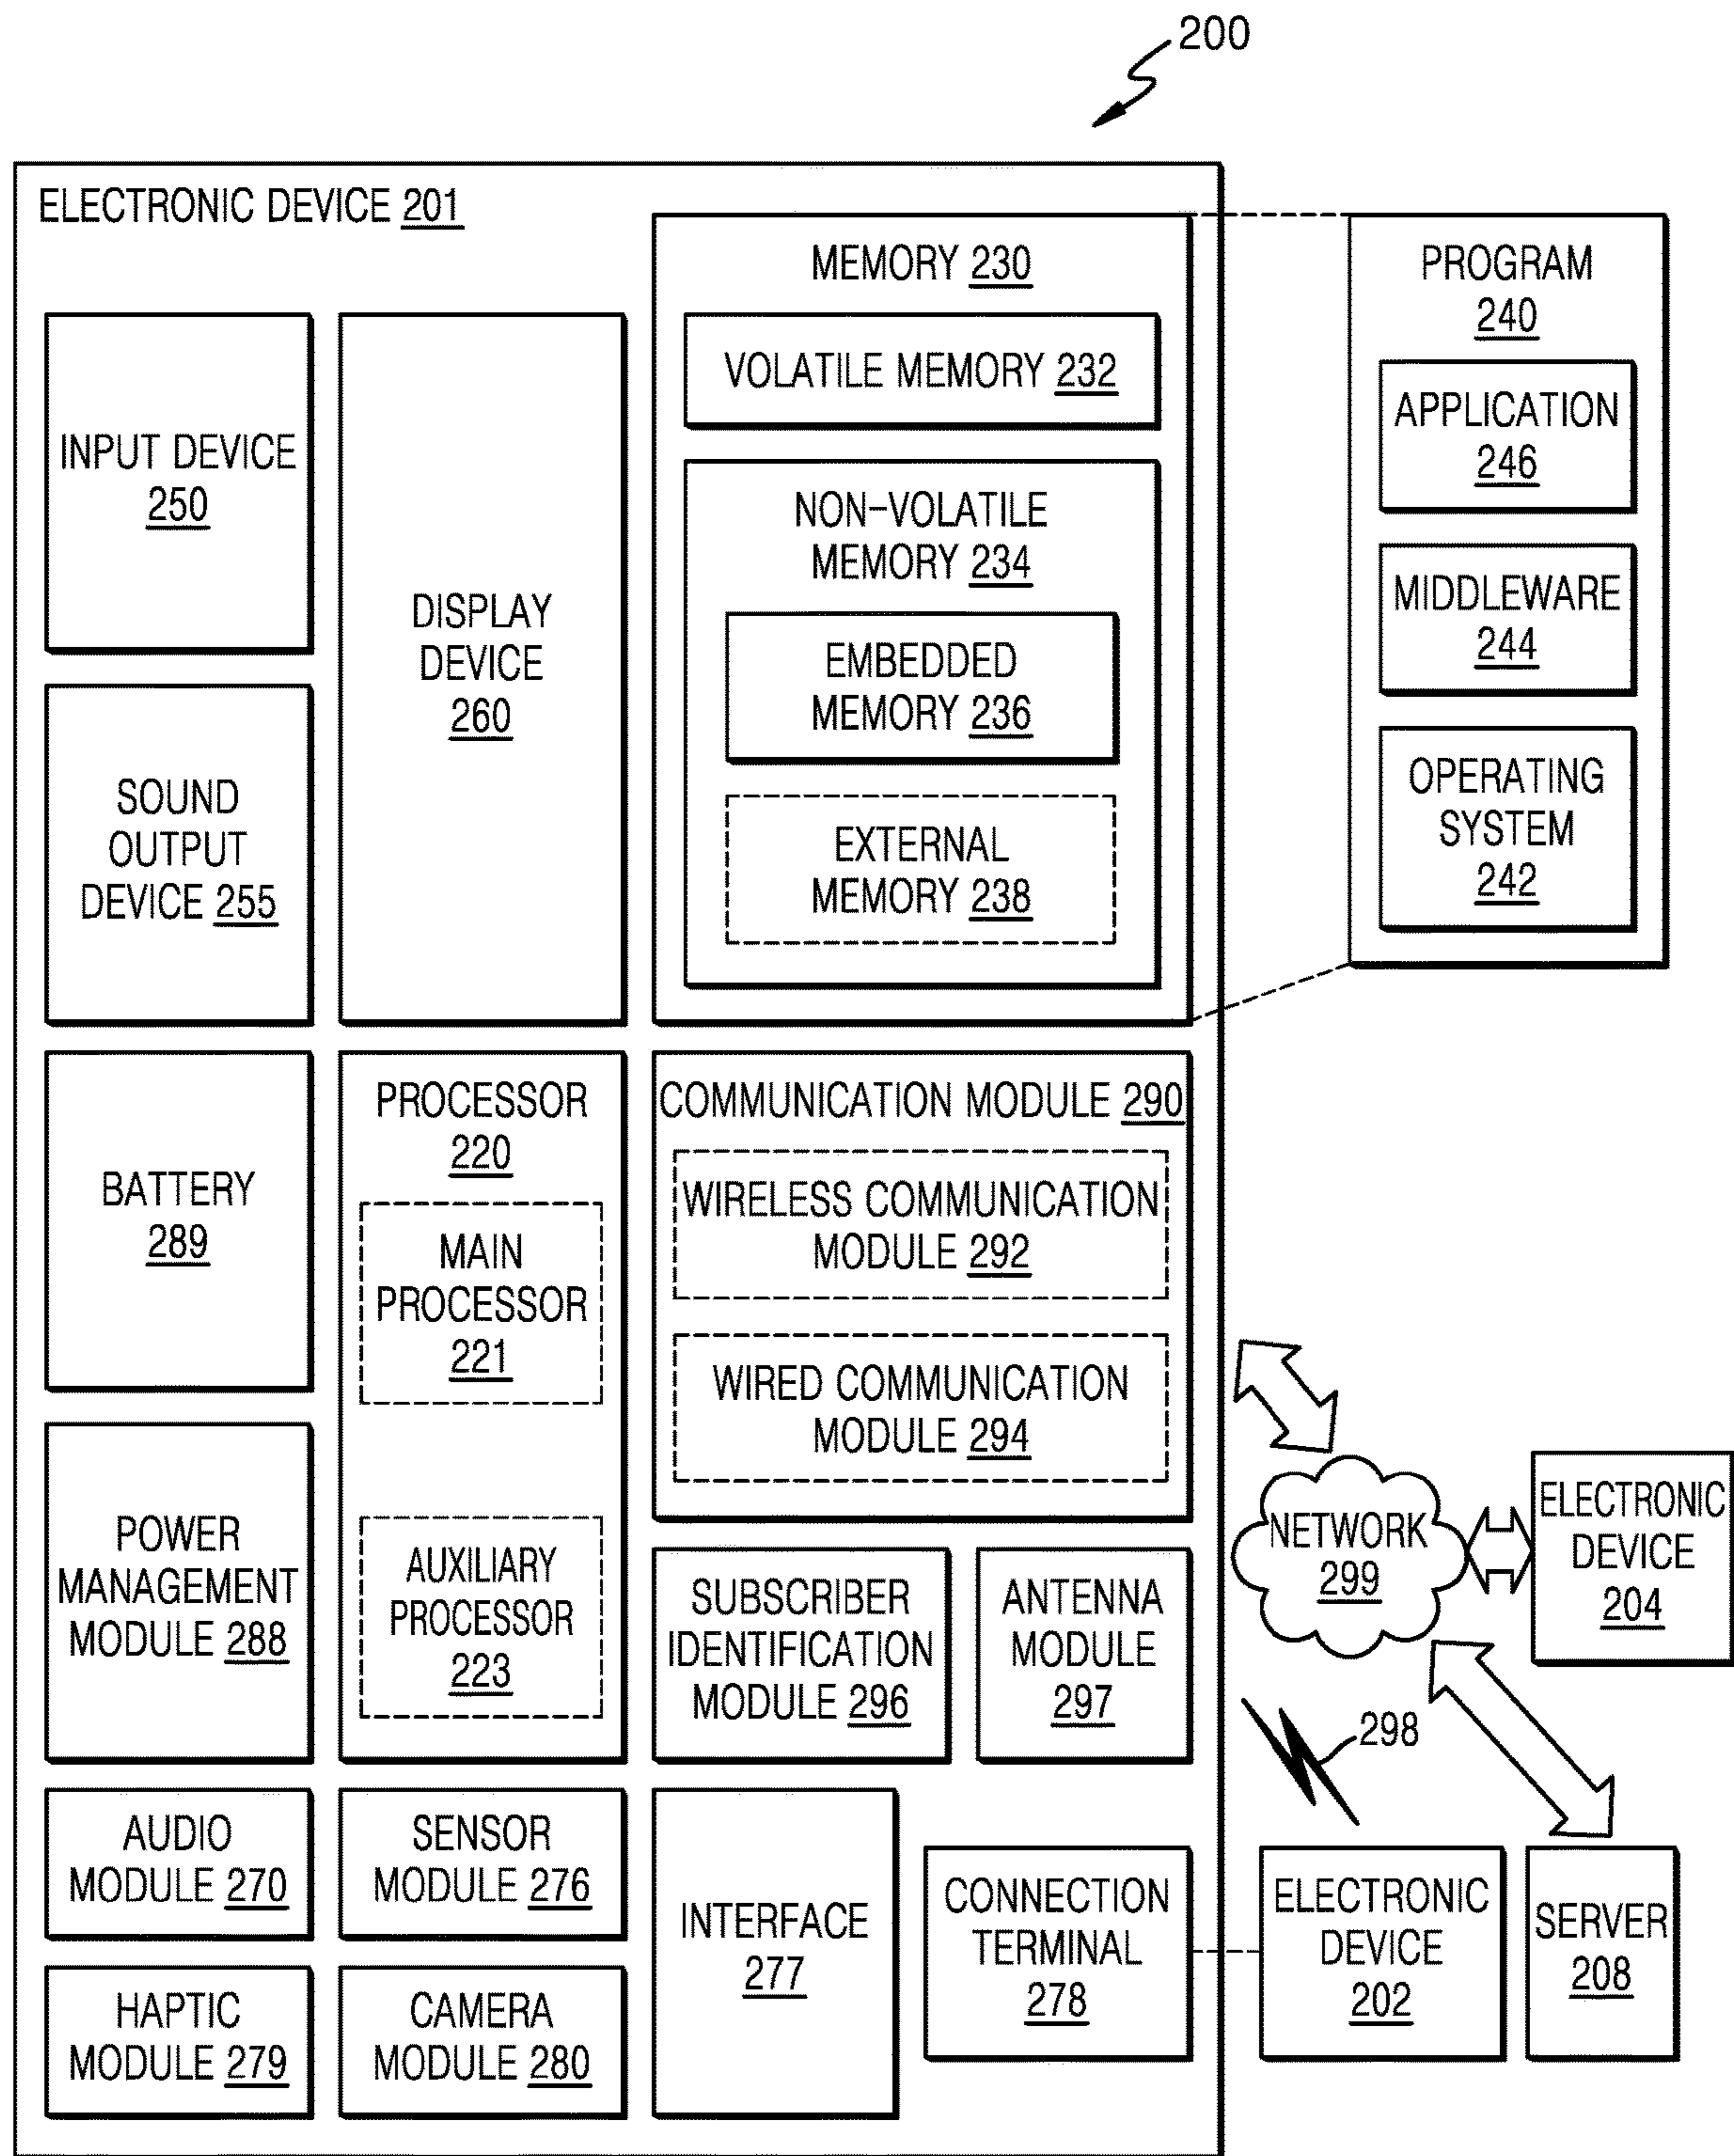 200
ELECTRONIC DEVICE 201
INPUT DEVICE
250
SOUND
OUTPUT
DEVICE 255
DISPLAY
DEVICE
260
MEMORY 230
VOLATILE MEMORY 232
NON-VOLATILE
MEMORY 234
EMBEDDED
MEMORY 236
EXTERNAL
MEMORY 238
PROGRAM
240
APPLICATION
246
MIDDLEWARE
244
OPERATING
SYSTEM
242
BATTERY
289
POWER
MANAGEMENT
MODULE 288
PROCESSOR
220
MAIN
PROCESSOR
221
AUXILIARY
PROCESSOR
223
COMMUNICATION MODULE 290
WIRELESS COMMUNICATION
MODULE 292
WIRED COMMUNICATION
MODULE 294
SUBSCRIBER
IDENTIFICATION
MODULE 296
ANTENNA
MODULE
297
NETWORK
299
ELECTRONIC
DEVICE
204
298
AUDIO
MODULE 270
SENSOR
MODULE 276
HAPTIC
MODULE 279
CAMERA
MODULE 280
INTERFACE
277
CONNECTION
TERMINAL
278
ELECTRONIC
DEVICE
202
SERVER
208